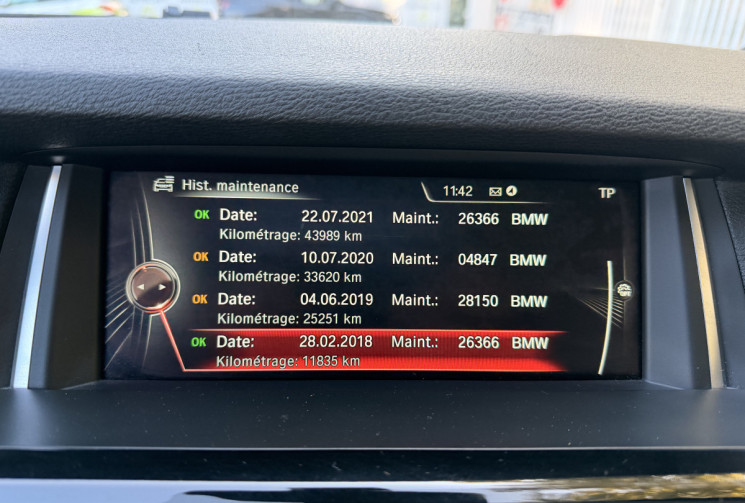 Hist. maintenance 11:42 TP
OK Date: 22.07.2021 Maint.: 26366 BMW
Kilométrage: 43989 km
OK Date: 10.07.2020 Maint.: 04847 BMW
Kilométrage: 33620 km
OK Date: 04.06.2019 Maint.: 28150 BMW
Kilométrage: 25251 km
OK Date: 28.02.2018 Maint.: 26366 BMW
Kilométrage: 11835 km